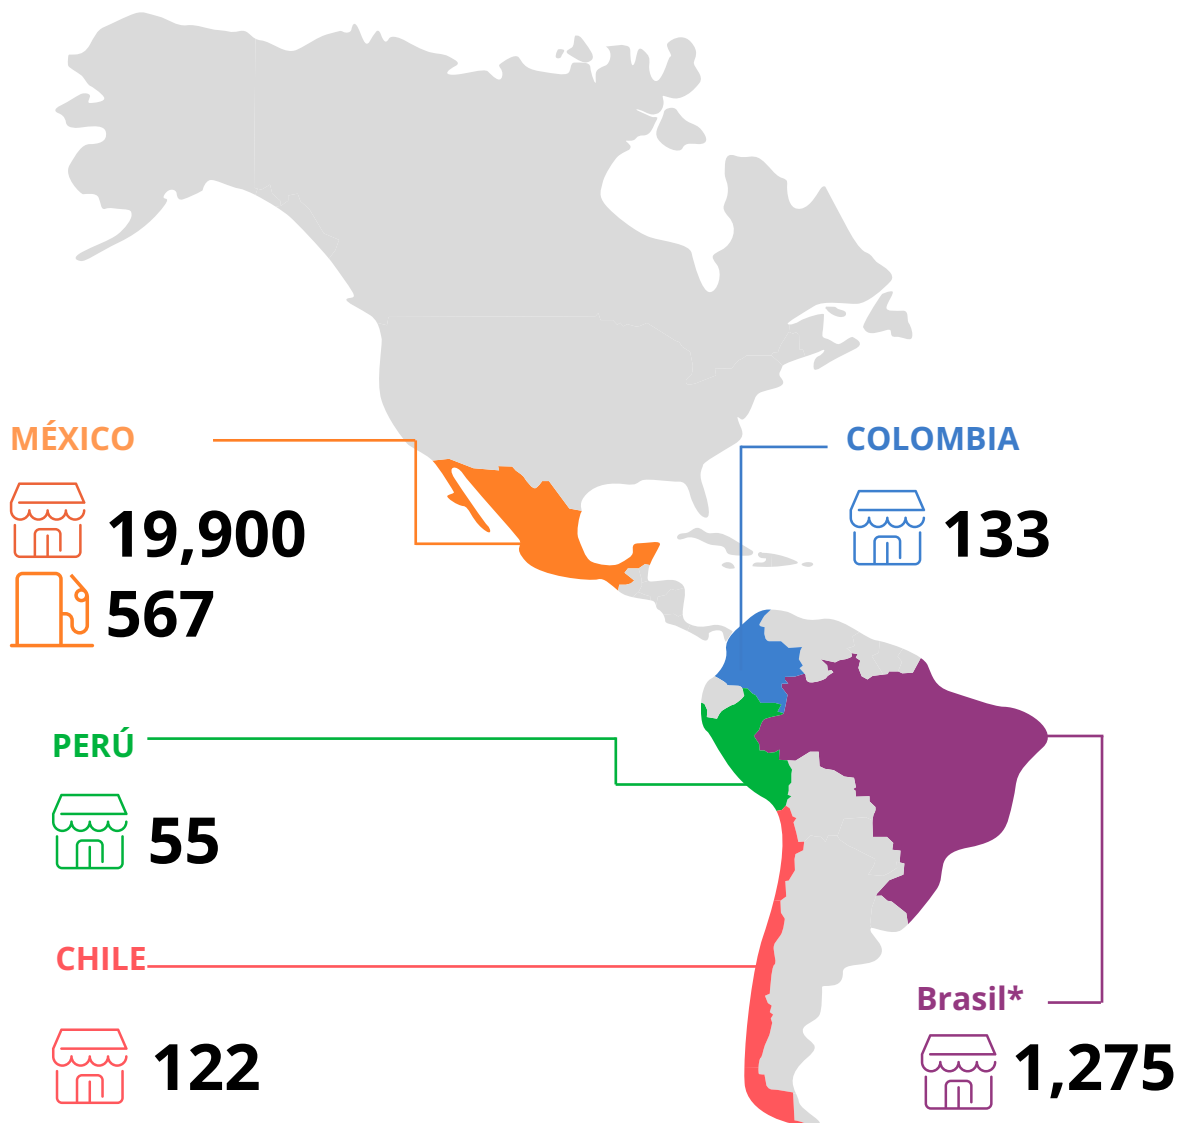 MÉXICO
19,900
567
COLOMBIA
133
PERÚ
55
CHILE
122
Brasil*
1,275